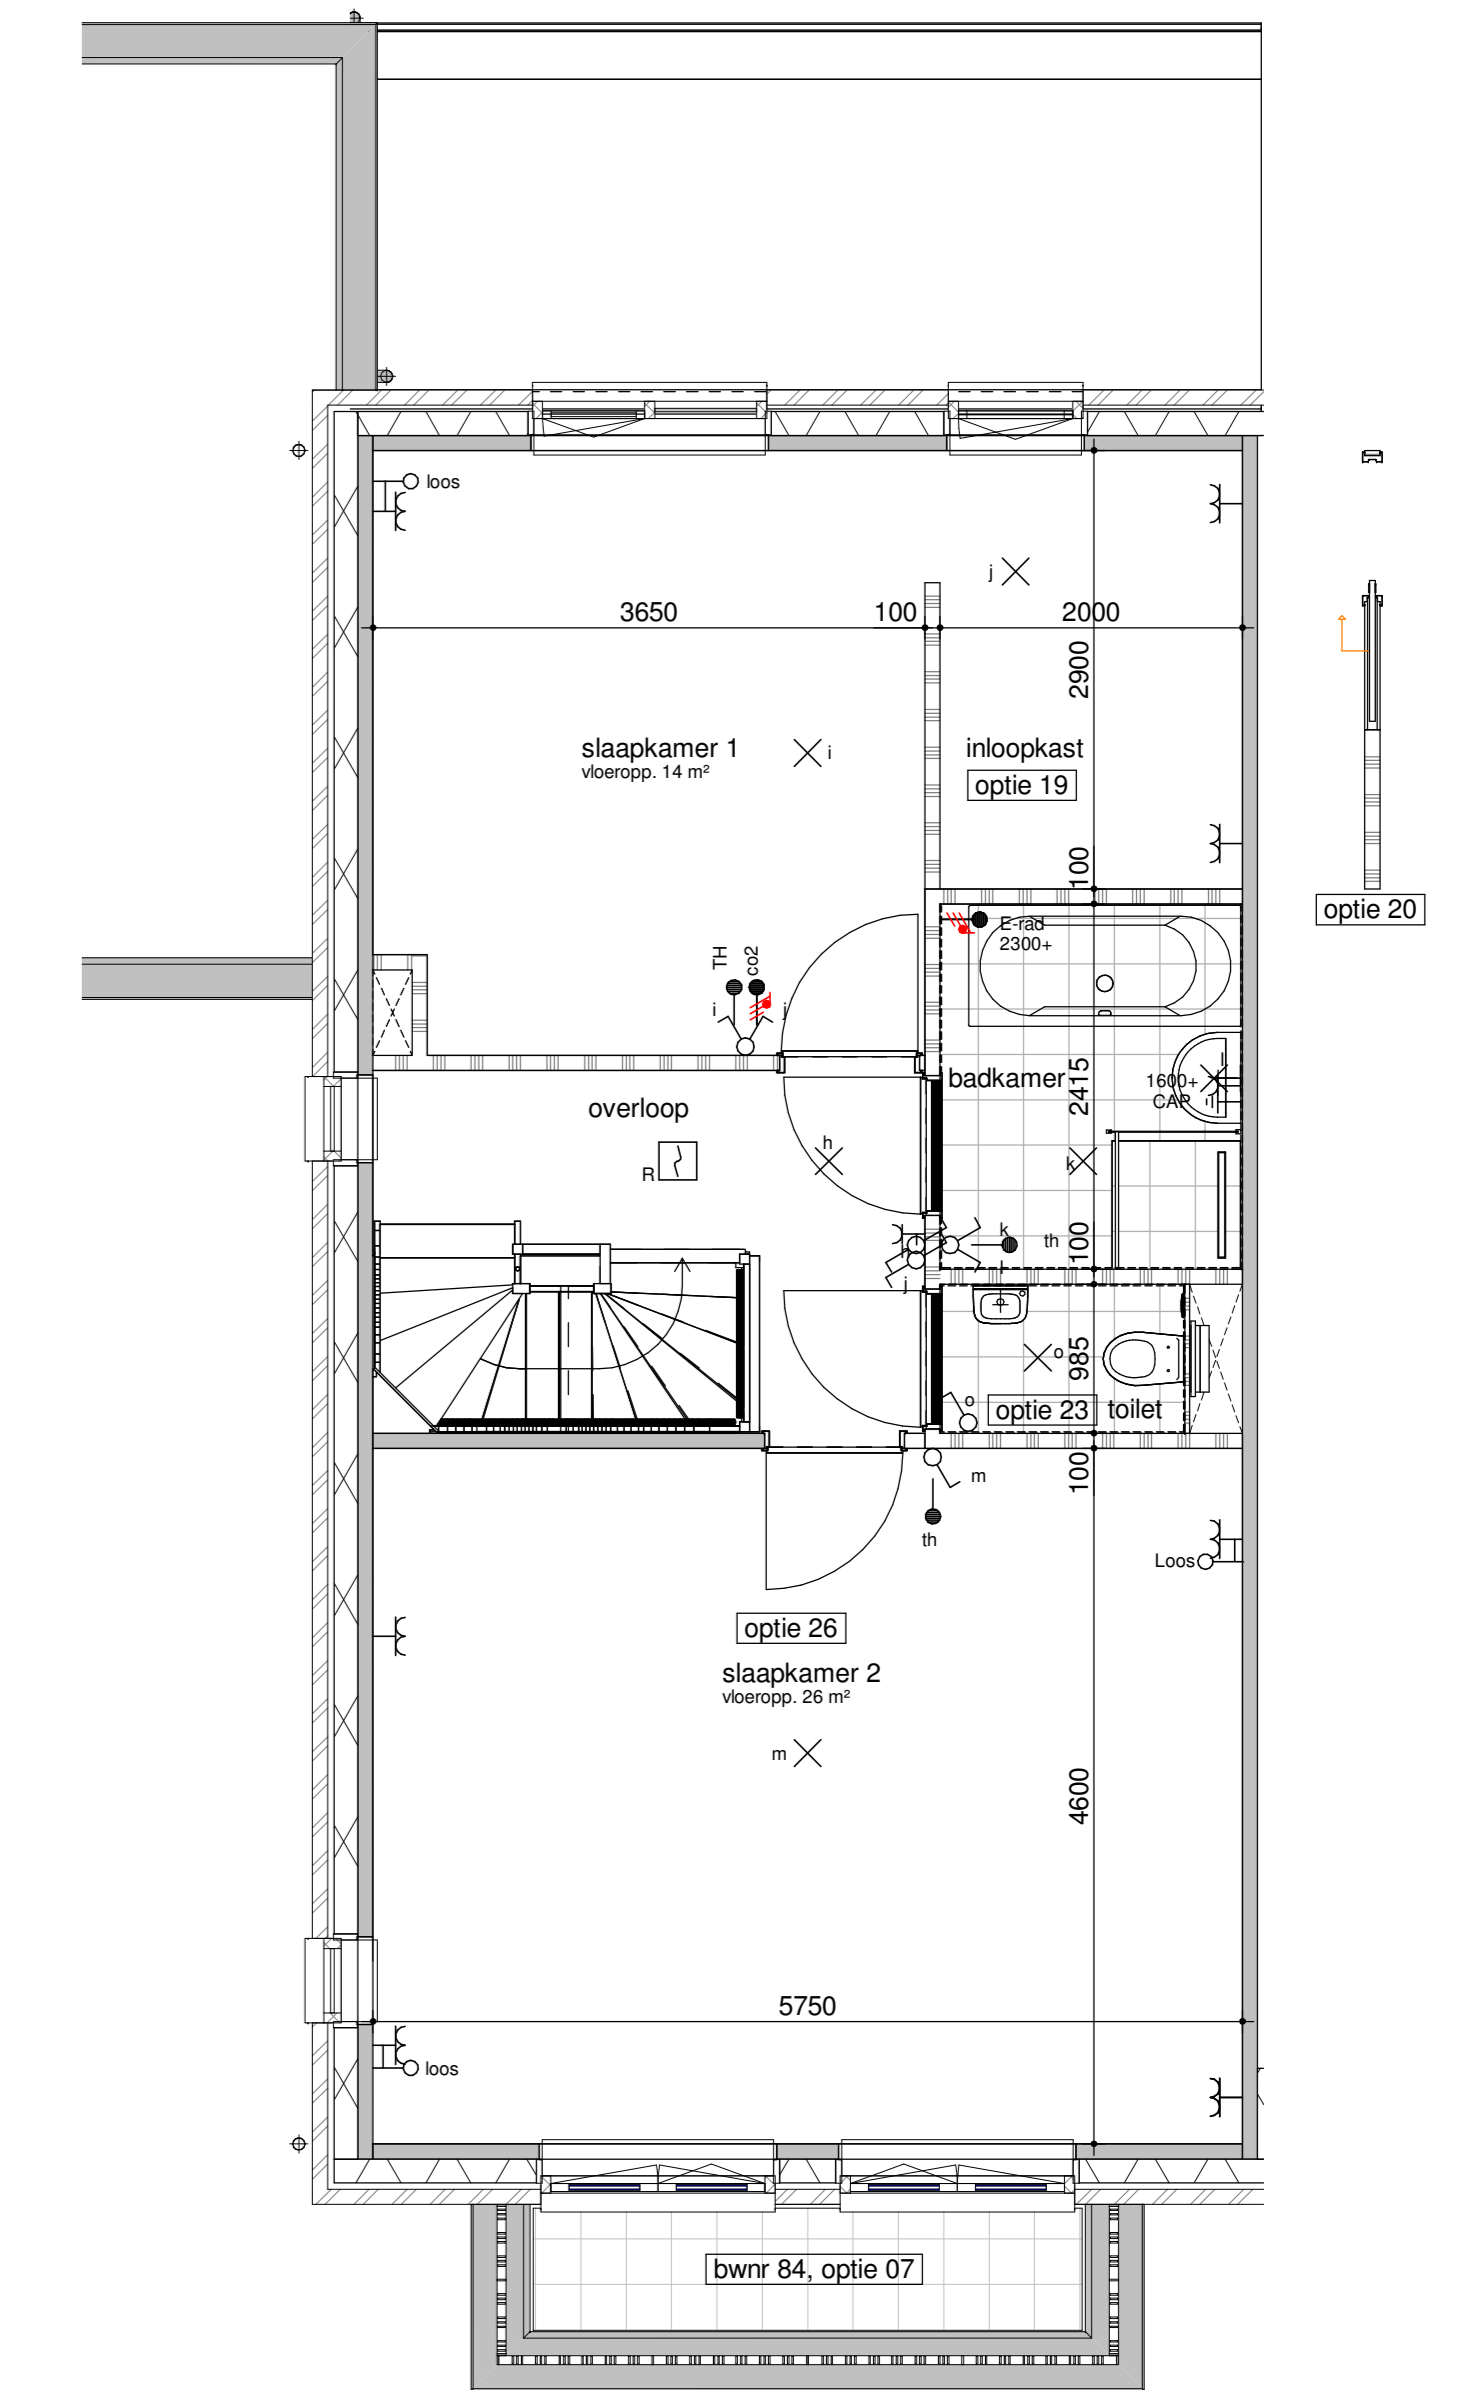 loos
j
3650
100
2000
2900
slaapkamer 1
vloeropp. 14 m²
i
inloopkast
optie 19
100
optie 20
E-rad
2300+
TH
co2
i
j
badkamer
2415
1600+
CAP
overloop
h
R
k
k
th
100
l
j
o
985
o
optie 23
toilet
100
m
th
Loos
optie 26
slaapkamer 2
vloeropp. 26 m²
m
4600
5750
loos
bwnr 84, optie 07